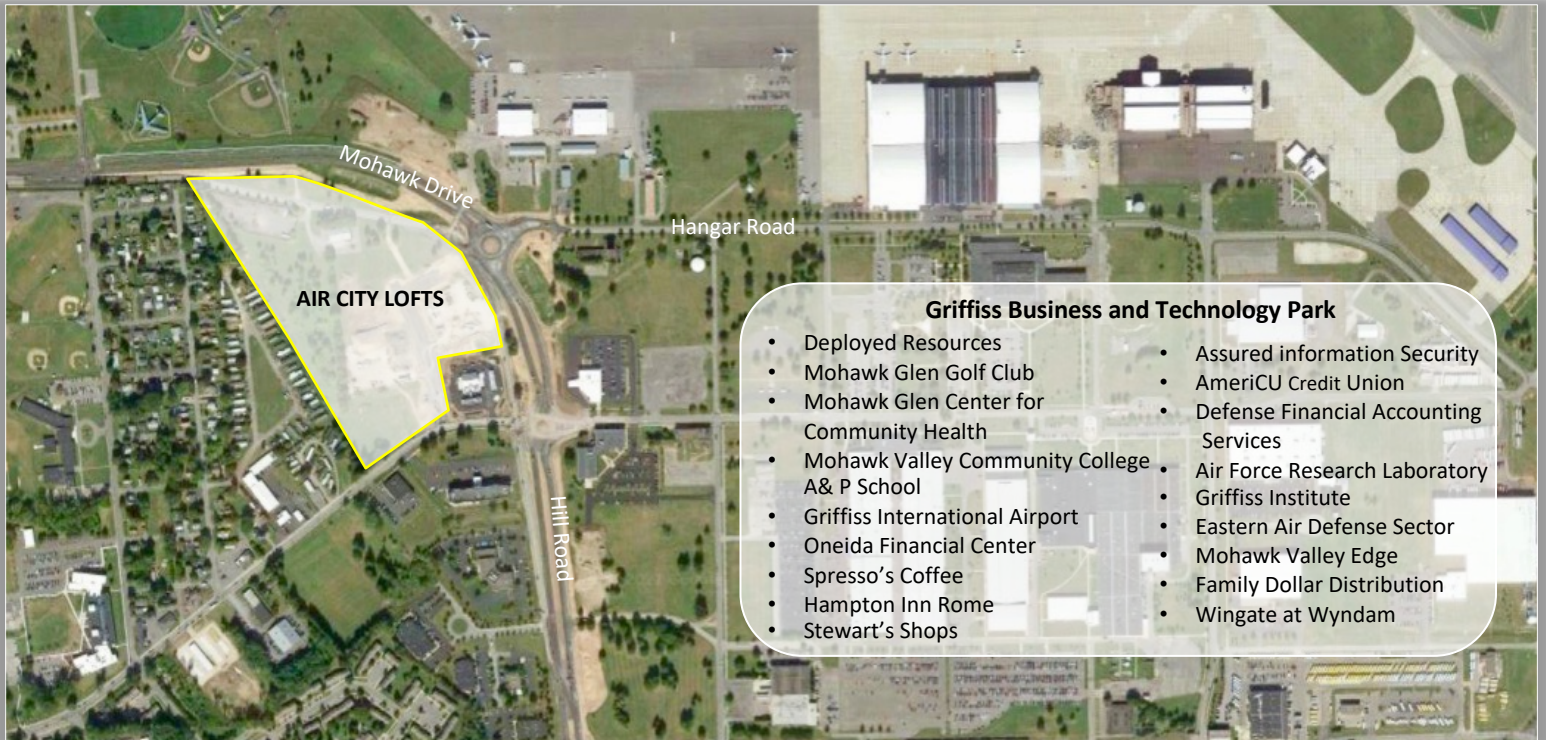 Mohawk Drive
Hangar Road
AIR CITY LOFTS
Hill Road
Griffiss Business and Technology Park
• Deployed Resources
• Mohawk Glen Golf Club
• Mohawk Glen Center for
Community Health
• Mohawk Valley Community College
A& P School
• Griffiss International Airport
• Oneida Financial Center
• Spresso’s Coffee
• Hampton Inn Rome
• Stewart’s Shops
• Assured information Security
• AmeriCU Credit Union
• Defense Financial Accounting
Services
• Air Force Research Laboratory
• Griffiss Institute
• Eastern Air Defense Sector
• Mohawk Valley Edge
• Family Dollar Distribution
• Wingate at Wyndam